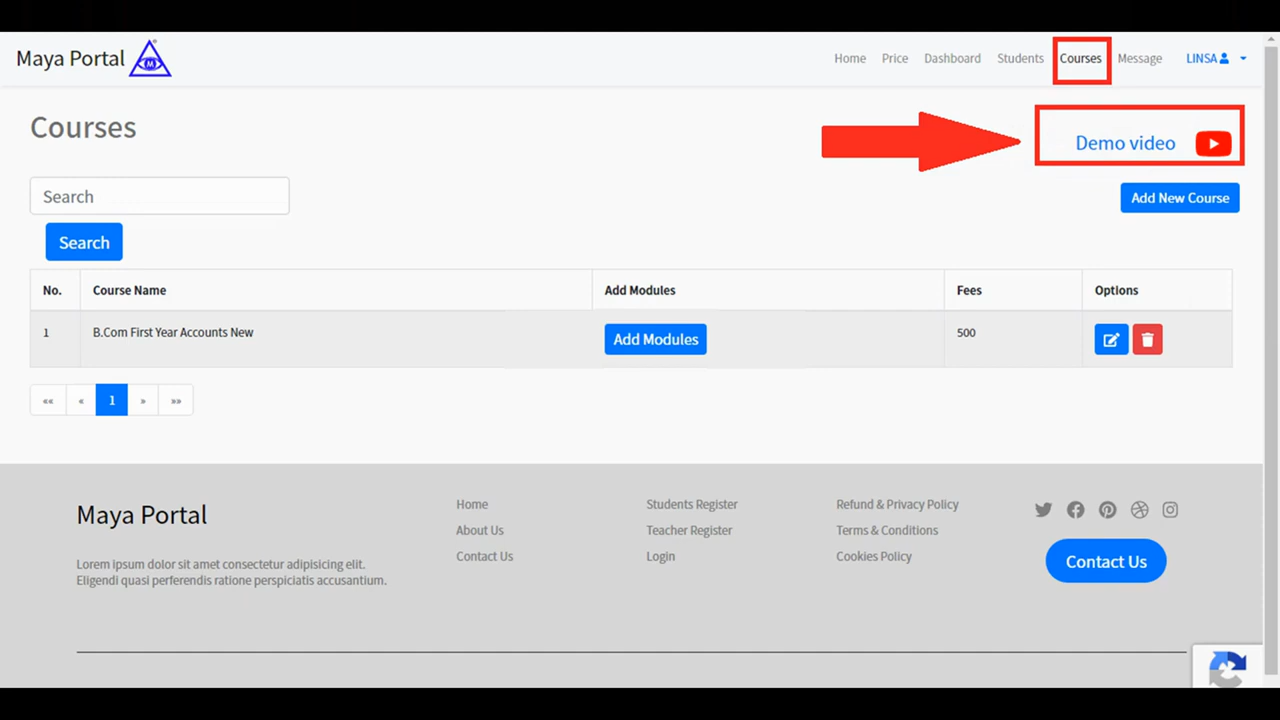 Maya Portal
Home Price Dashboard Students Courses Message LINSA
Courses
Demo video
Search
Add New Course
Search
No. Course Name Add Modules Fees Options
1 B.Com First Year Accounts New Add Modules 500
«« « 1 » »»
Maya Portal
Lorem ipsum dolor sit amet consectetur adipisicing elit.
Eligendi quasi perferendis ratione perspiciatis accusantium.
Home
About Us
Contact Us
Students Register
Teacher Register
Login
Refund & Privacy Policy
Terms & Conditions
Cookies Policy
Contact Us